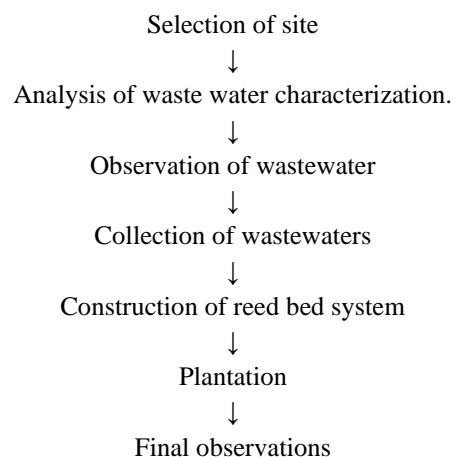 Selection of site
↓
Analysis of waste water characterization.
↓
Observation of wastewater
↓
Collection of wastewaters
↓
Construction of reed bed system
↓
Plantation
↓
Final observations